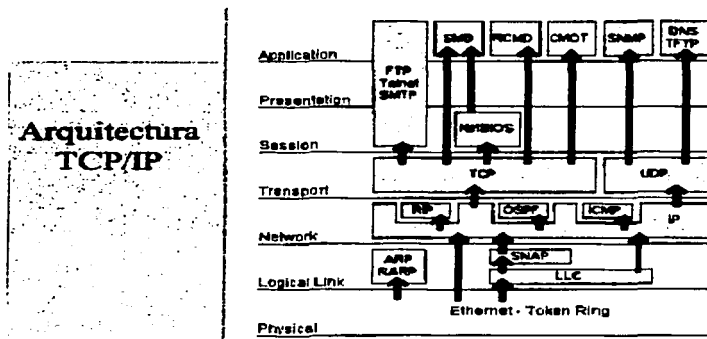 Arquitectura
TCP/IP
SMB
RCMD
CMOT
SNMP
DNS
TFTP
Application
FTP
Telnet
SMTP
Presentation
NetBIOS
Session
TCP
UDP
Transport
RIP
OSPF
ICMP
IP
Network
ARP
RARP
SNAP
LLC
Logical Link
Ethernet - Token Ring
Physical